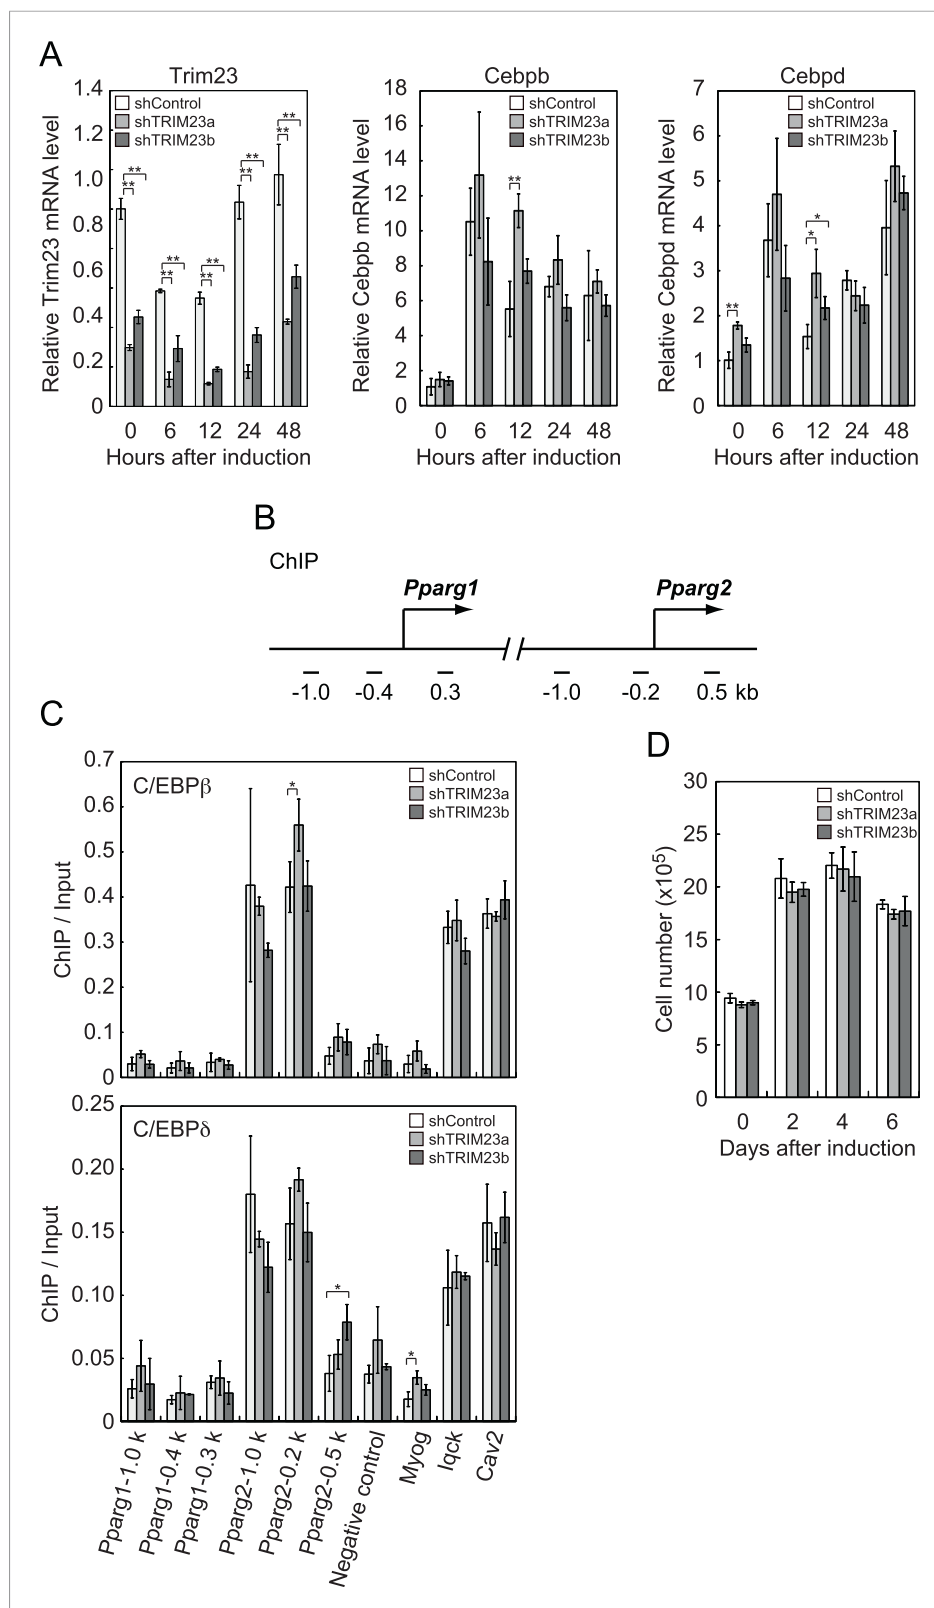 A
Trim23
Relative Trim23 mRNA level
1.4
1.2
1.0
0.8
0.6
0.4
0.2
0
shControl
shTRIM23a
shTRIM23b
** ** ** ** ** ** ** ** ** **
0 6 12 24 48
Hours after induction
Cebpb
Relative Cebpb mRNA level
18
16
14
12
10
8
6
4
2
0
shControl
shTRIM23a
shTRIM23b
**
0 6 12 24 48
Hours after induction
Cebpd
Relative Cebpd mRNA level
7
6
5
4
3
2
1
0
shControl
shTRIM23a
shTRIM23b
** * *
0 6 12 24 48
Hours after induction
B
ChIP
Pparg1 Pparg2
-1.0 -0.4 0.3 -1.0 -0.2 0.5 kb
C
C/EBPβ
ChIP / Input
0.7
0.6
0.5
0.4
0.3
0.2
0.1
0
shControl
shTRIM23a
shTRIM23b
*
C/EBPδ
ChIP / Input
0.25
0.20
0.15
0.10
0.05
0
shControl
shTRIM23a
shTRIM23b
* *
Pparg1-1.0 k
Pparg1-0.4 k
Pparg1-0.3 k
Pparg2-1.0 k
Pparg2-0.2 k
Pparg2-0.5 k
Negative control
Myog
Iqck
Cav2
D
Cell number (x10⁵)
30
25
20
15
10
5
0
shControl
shTRIM23a
shTRIM23b
0 2 4 6
Days after induction